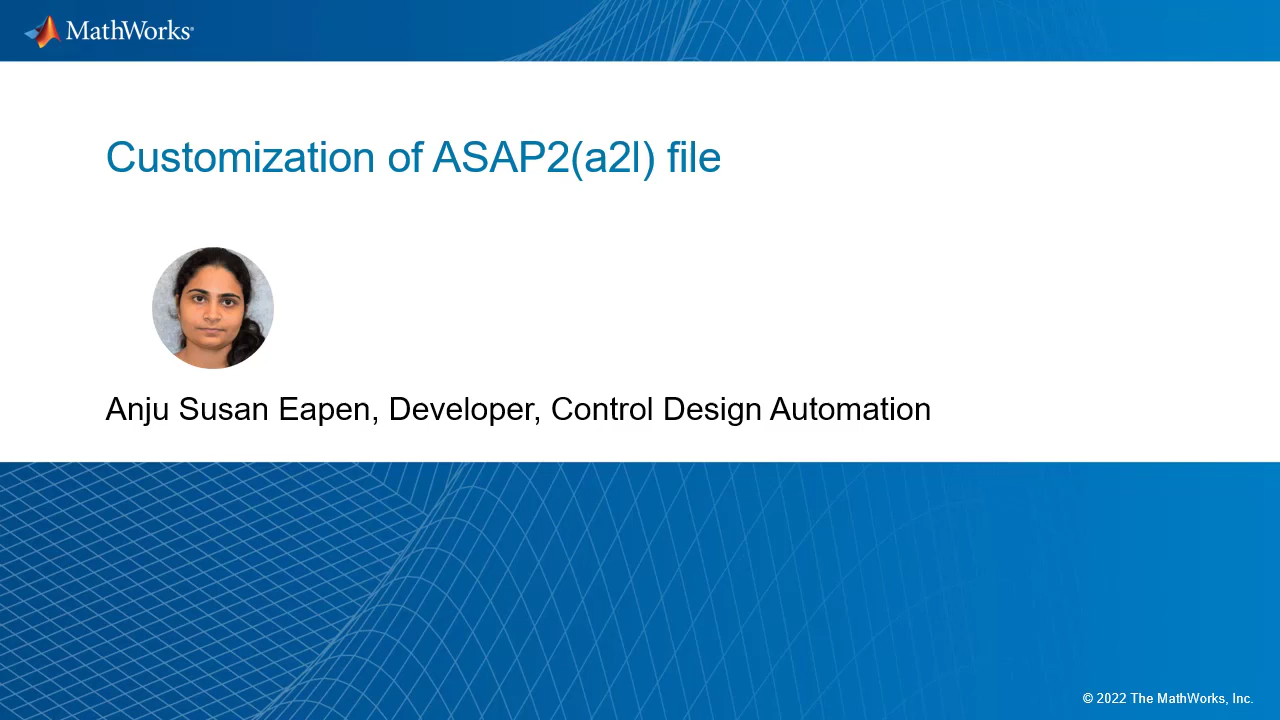 MathWorks®
Customization of ASAP2(a2l) file
Anju Susan Eapen, Developer, Control Design Automation
© 2022 The MathWorks, Inc.